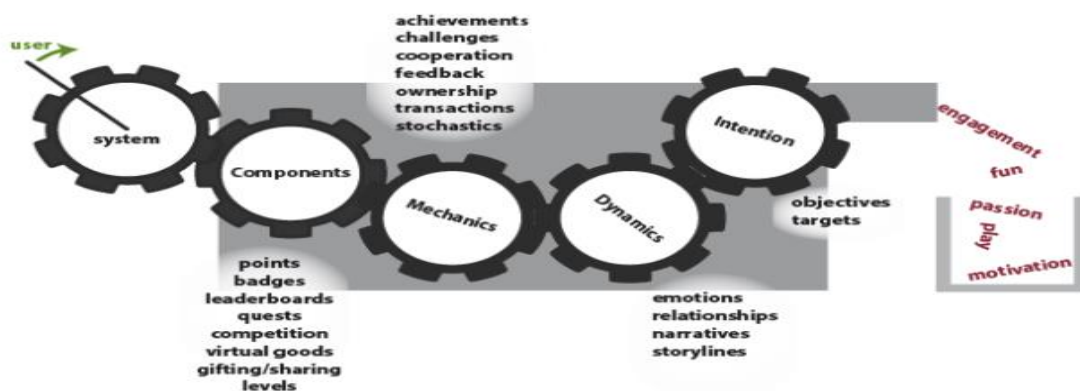 user
system
Components
Mechanics
Dynamics
Intention
achievements
challenges
cooperation
feedback
ownership
transactions
stochastics
points
badges
leaderboards
quests
competition
virtual goods
gifting/sharing
levels
emotions
relationships
narratives
storylines
objectives
targets
engagement
fun
passion
play
motivation